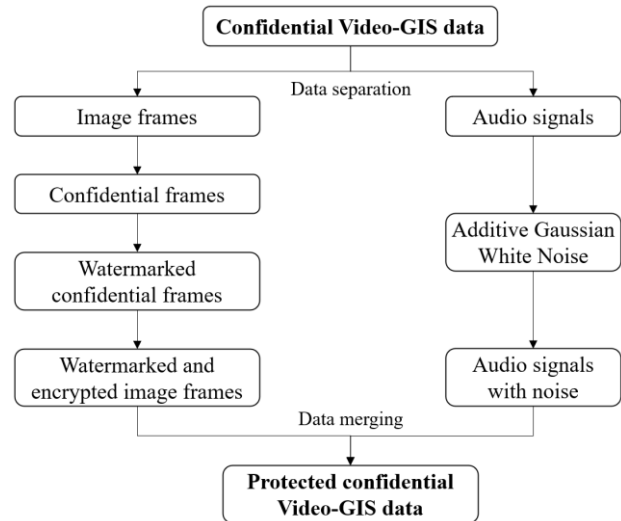 Confidential Video-GIS data
Data separation
Image frames
Audio signals
Confidential frames
Additive Gaussian
White Noise
Watermarked
confidential frames
Watermarked and
encrypted image frames
Audio signals
with noise
Data merging
Protected confidential
Video-GIS data